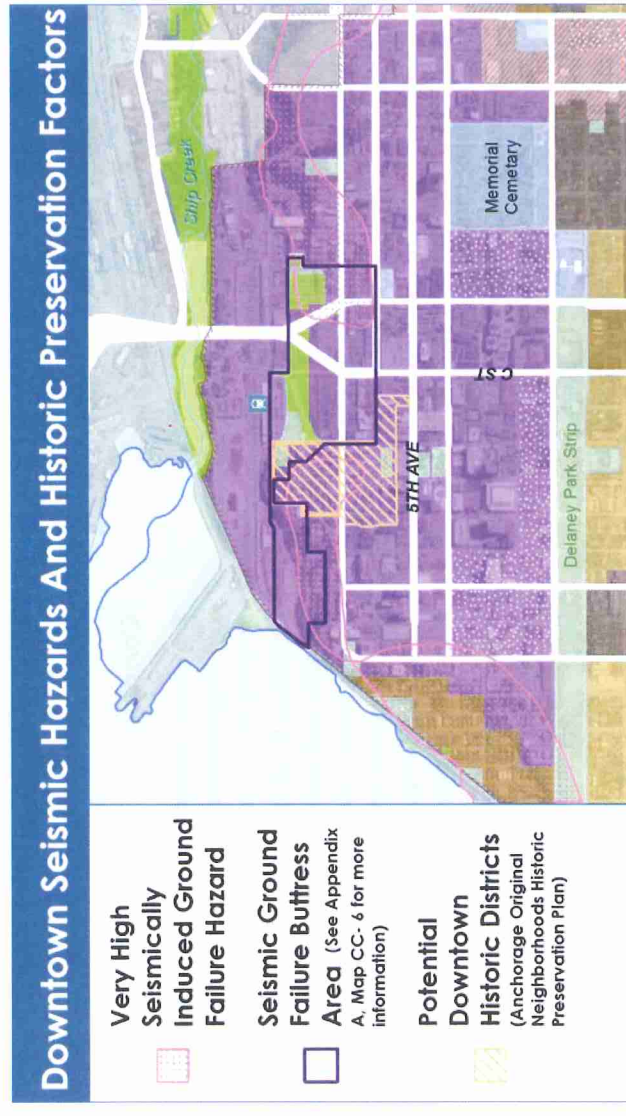 Downtown Seismic Hazards And Historic Preservation Factors
Very High
Seismically
Induced Ground
Failure Hazard
Seismic Ground
Failure Buttress
Area (See Appendix
A, Map CC- 6 for more
information)
Potential
Downtown
Historic Districts
(Anchorage Original
Neighborhoods Historic
Preservation Plan)
Ship Creek
Memorial
Cemetary
C ST
5TH AVE
Delaney Park Strip